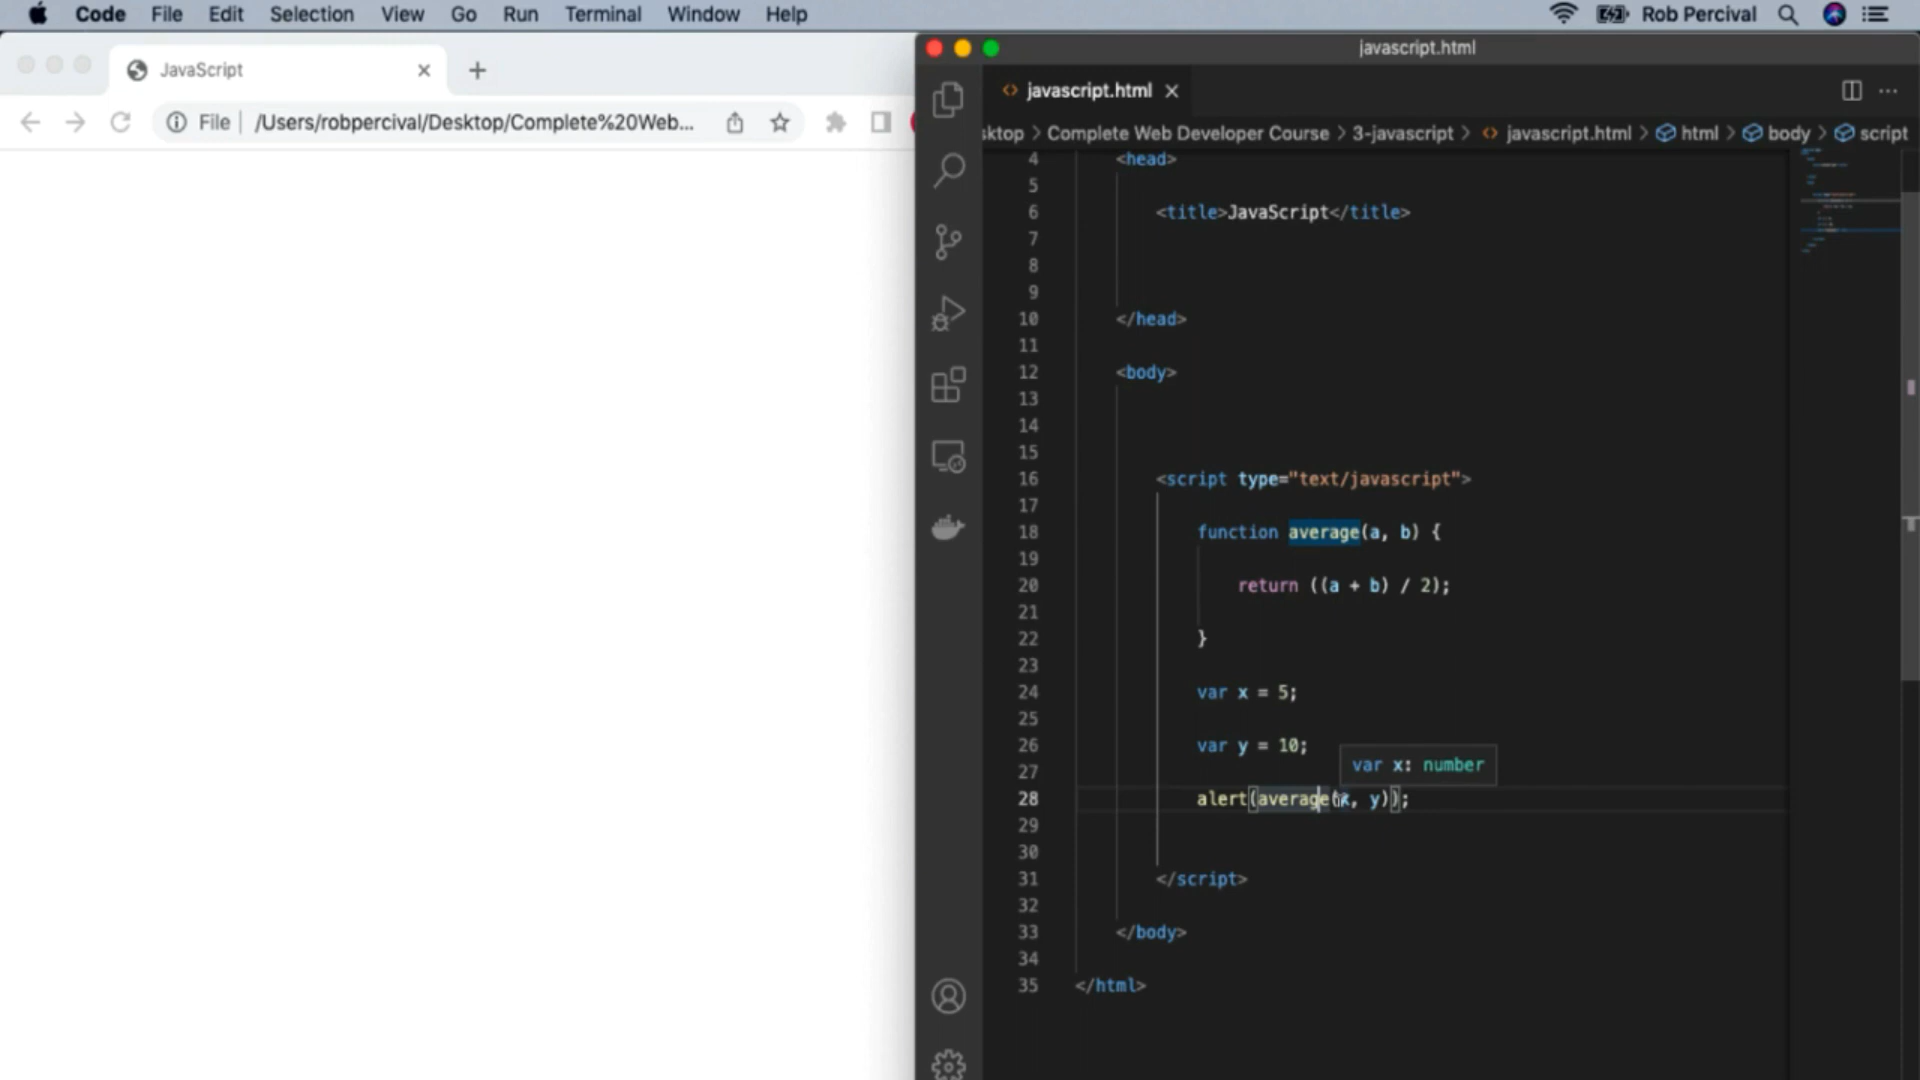 Code File Edit Selection View Go Run Terminal Window Help Rob Percival
JavaScript
File /Users/robpercival/Desktop/Complete%20Web...
javascript.html
javascript.html
sktop > Complete Web Developer Course > 3-javascript > javascript.html > html > body > script
4 <head>
5
6 <title>JavaScript</title>
7
8
9
10 </head>
11
12 <body>
13
14
15
16 <script type="text/javascript">
17
18 function average(a, b) {
19
20 return ((a + b) / 2);
21
22 }
23
24 var x = 5;
25
26 var y = 10;
27
var x: number
28 alert(average(x, y));
29
30
31 </script>
32
33 </body>
34
35 </html>